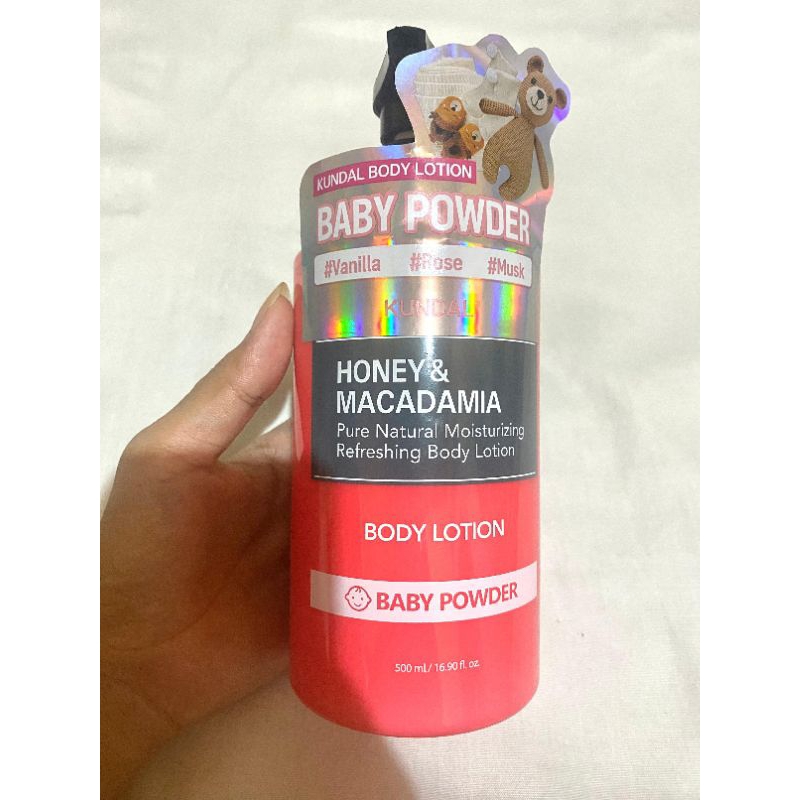 KUNDAL BODY LOTION
BABY POWDER
#Vanilla #Rose #Musk
KUNDAL
HONEY &
MACADAMIA
Pure Natural Moisturizing
Refreshing Body Lotion
BODY LOTION
BABY POWDER
500 ml / 16.90 fl. oz.